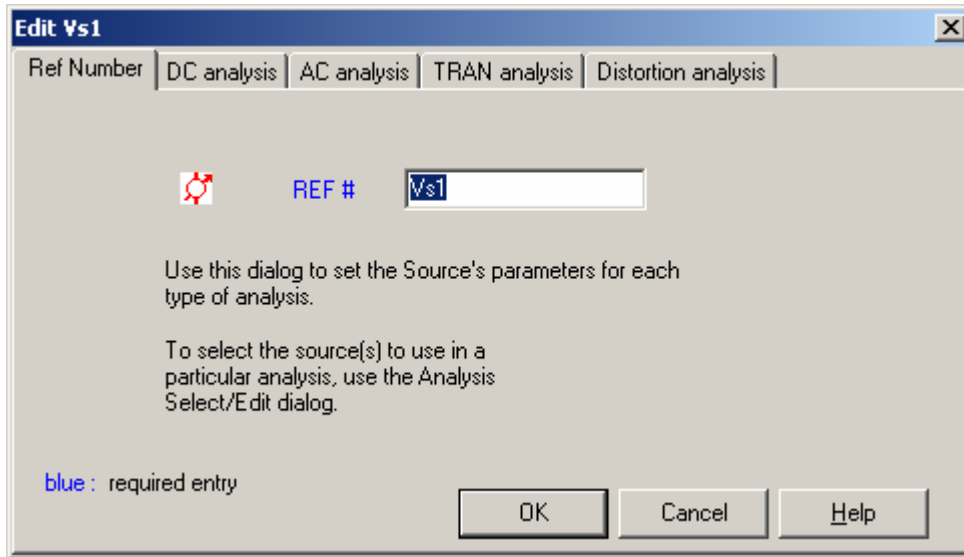 Edit Vs1
Ref Number DC analysis AC analysis TRAN analysis Distortion analysis
REF # Vs1
Use this dialog to set the Source's parameters for each
type of analysis.
To select the source(s) to use in a
particular analysis, use the Analysis
Select/Edit dialog.
blue : required entry
OK Cancel Help